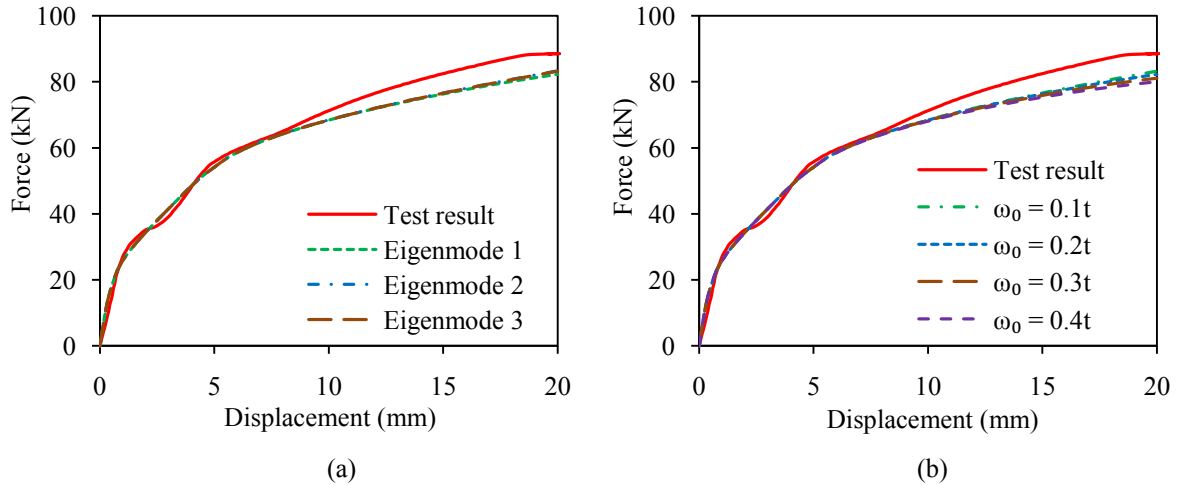 100
80
60
40
20
0
Force (kN)
Test result
Eigenmode 1
Eigenmode 2
Eigenmode 3
0 5 10 15 20
Displacement (mm)
(a)
100
80
60
40
20
0
Force (kN)
Test result
ω₀ = 0.1t
ω₀ = 0.2t
ω₀ = 0.3t
ω₀ = 0.4t
0 5 10 15 20
Displacement (mm)
(b)